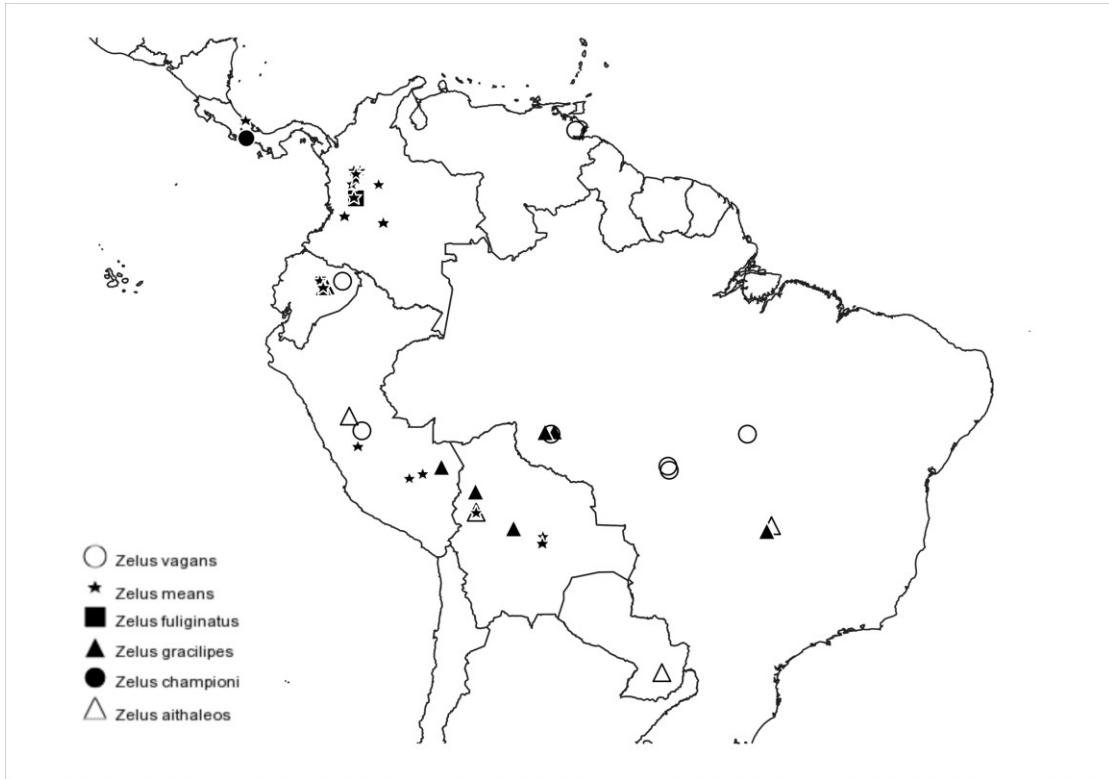 Zelus vagans
Zelus means
Zelus fuliginatus
Zelus gracilipes
Zelus championi
Zelus aithaleos